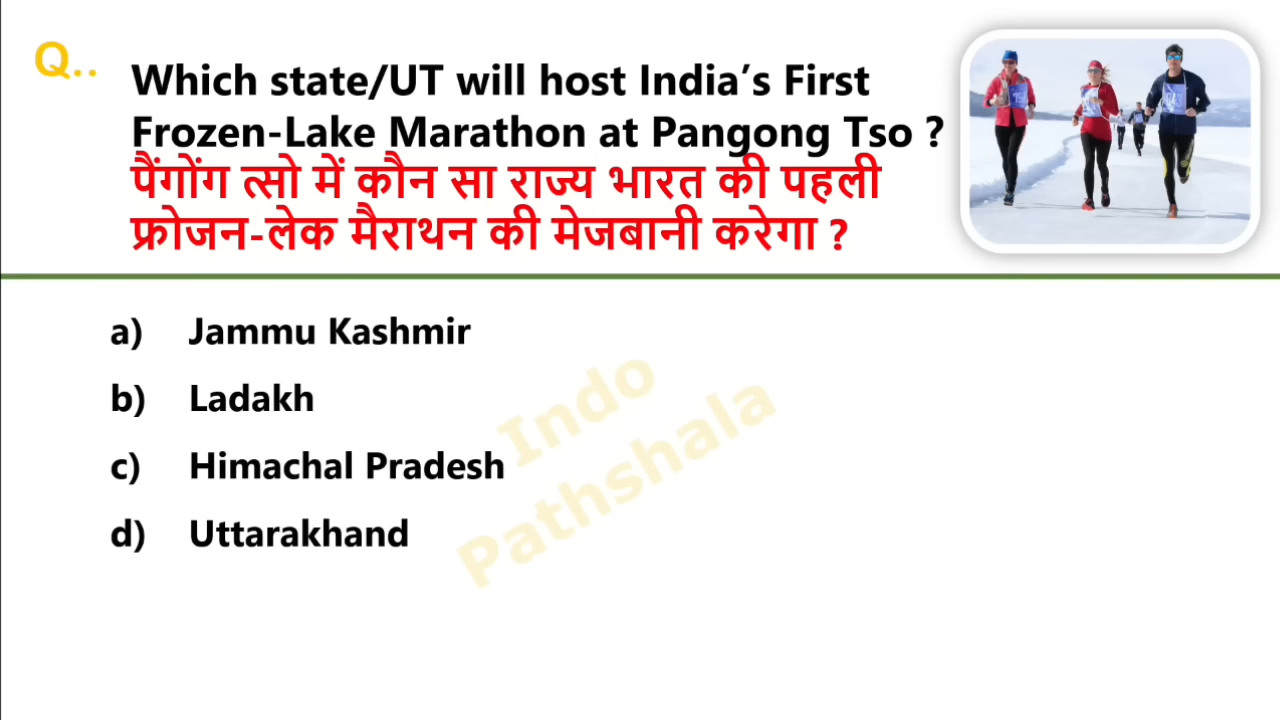 Q..
Which state/UT will host India’s First
Frozen-Lake Marathon at Pangong Tso ?
पैंगोंग त्सो में कौन सा राज्य भारत की पहली
फ्रोजन-लेक मैराथन की मेजबानी करेगा ?
a) Jammu Kashmir
b) Ladakh
c) Himachal Pradesh
d) Uttarakhand
Indo
Pathshala